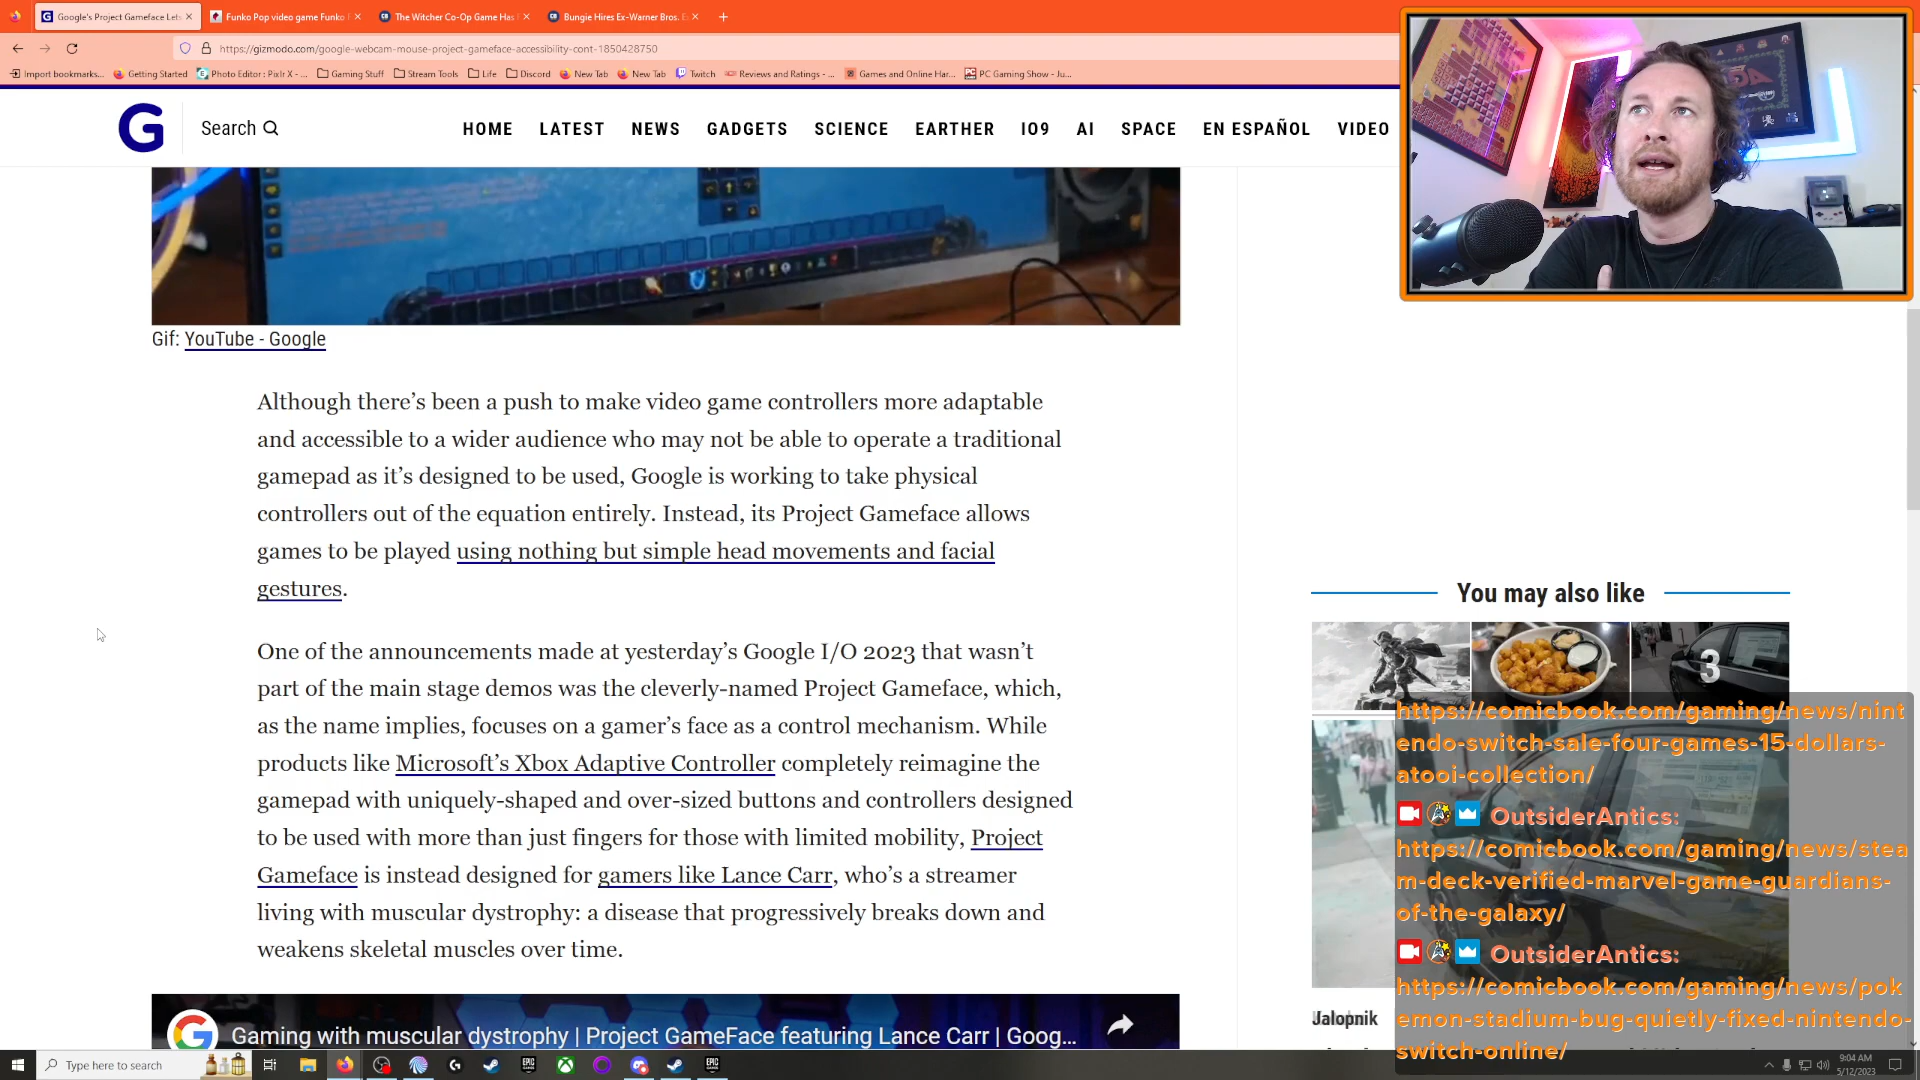 Google's Project Gameface Lets
Funko Pop video game Funko
The Witcher Co-Op Game Has
Bungie Hires Ex-Warner Bros. E
https://gizmodo.com/google-webcam-mouse-project-gameface-accessibility-cont-1850428750
Import bookmarks...
Getting Started
Photo Editor : Pixlr X - ...
Gaming Stuff
Stream Tools
Life
Discord
New Tab
New Tab
Twitch
Reviews and Ratings - ...
Games and Online Har...
PC Gaming Show - Ju...
G
Search
HOME LATEST NEWS GADGETS SCIENCE EARTHER IO9 AI SPACE EN ESPAÑOL VIDEO
Gif: YouTube - Google
Although there's been a push to make video game controllers more adaptable
and accessible to a wider audience who may not be able to operate a traditional
gamepad as it's designed to be used, Google is working to take physical
controllers out of the equation entirely. Instead, its Project Gameface allows
games to be played using nothing but simple head movements and facial
gestures.
One of the announcements made at yesterday's Google I/O 2023 that wasn't
part of the main stage demos was the cleverly-named Project Gameface, which,
as the name implies, focuses on a gamer's face as a control mechanism. While
products like Microsoft's Xbox Adaptive Controller completely reimagine the
gamepad with uniquely-shaped and over-sized buttons and controllers designed
to be used with more than just fingers for those with limited mobility, Project
Gameface is instead designed for gamers like Lance Carr, who's a streamer
living with muscular dystrophy: a disease that progressively breaks down and
weakens skeletal muscles over time.
Gaming with muscular dystrophy | Project GameFace featuring Lance Carr | Goog...
You may also like
3
Jalopnik
https://comicbook.com/gaming/news/nint
endo-switch-sale-four-games-15-dollars-
atooi-collection/
OutsiderAntics:
https://comicbook.com/gaming/news/stea
m-deck-verified-marvel-game-guardians-
of-the-galaxy/
OutsiderAntics:
https://comicbook.com/gaming/news/pok
emon-stadium-bug-quietly-fixed-nintendo-
switch-online/
Type here to search
9:04 AM
5/12/2023